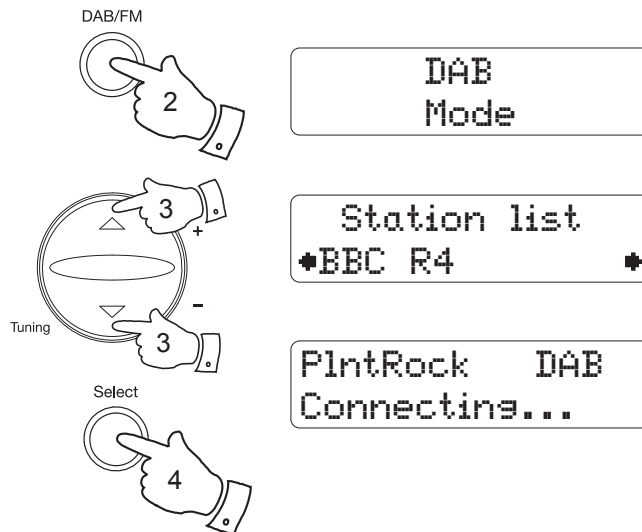 DAB/FM
2
DAB
Mode
3
+
Station list
BBC R4
−
3
Tuning
PlntRock DAB
Connecting...
Select
4